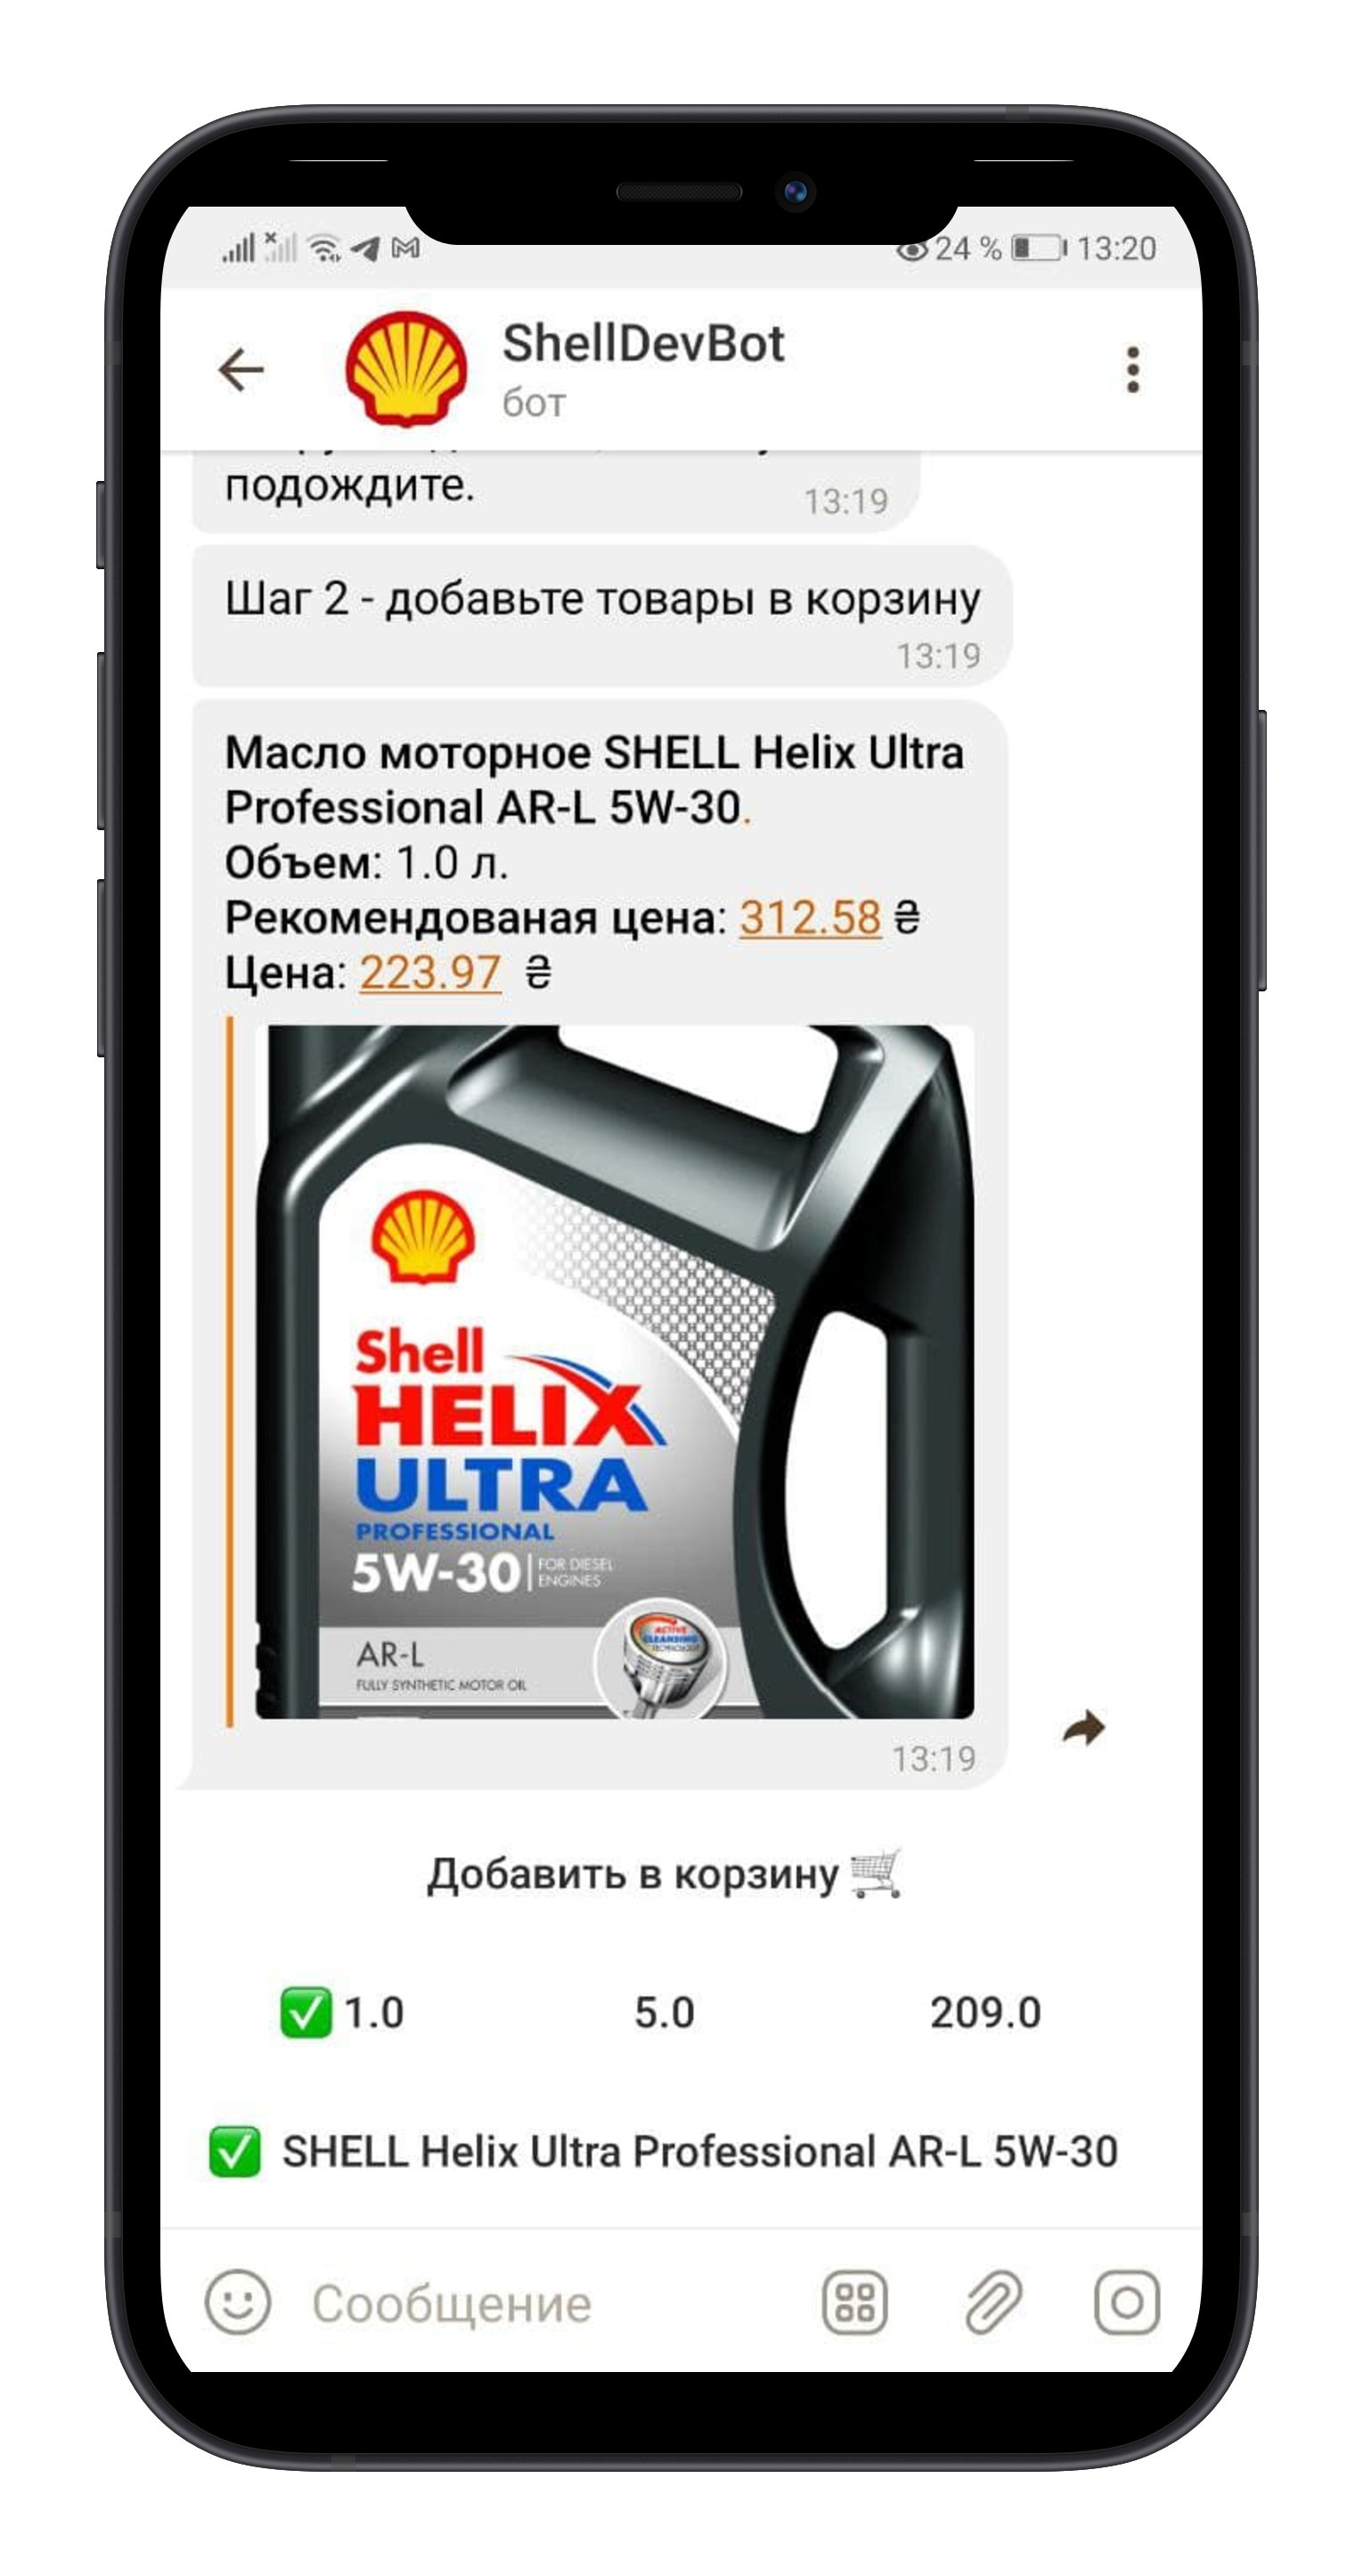 24 % 13:20
ShellDevBot
бот
подождите.
13:19
Шаг 2 - добавьте товары в корзину
13:19
Масло моторное SHELL Helix Ultra
Professional AR-L 5W-30.
Объем: 1.0 л.
Рекомендованая цена: 312.58 ₴
Цена: 223.97 ₴
Shell
HELIX
ULTRA
PROFESSIONAL
5W-30 FOR DIESEL
ENGINES
ACTIVE
CLEANSING
TECHNOLOGY
AR-L
FULLY SYNTHETIC MOTOR OIL
13:19
Добавить в корзину
1.0 5.0 209.0
SHELL Helix Ultra Professional AR-L 5W-30
Сообщение